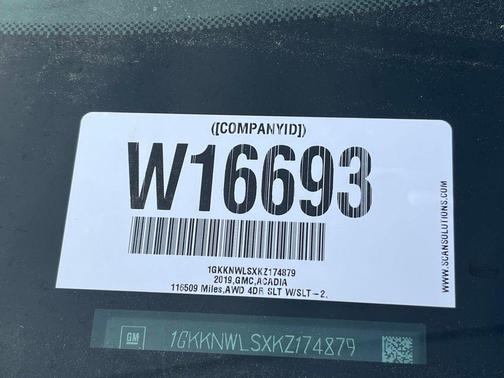 ([COMPANYID])
W16693
1GKKNWLSXKZ174879
2019,GMC,ACADIA
116509 Miles,AWD 4DR SLT W/SLT-2,
WWW.SCANSOLUTIONS.COM
GM 1GKKNWLSXKZ174879